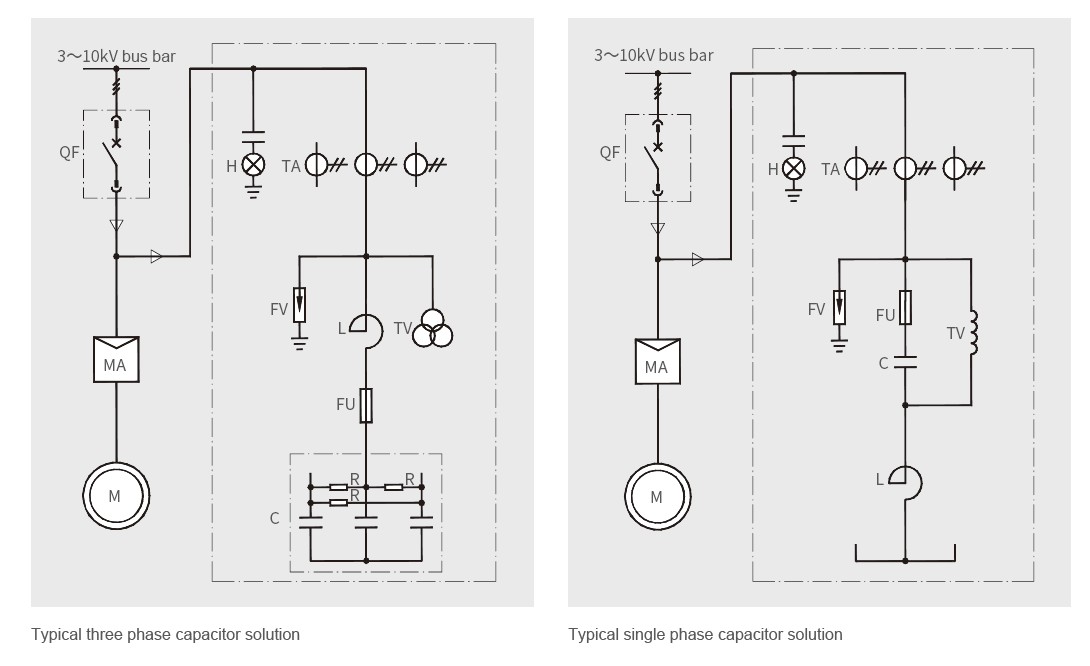 3～10kV bus bar
QF
H
TA
FV
L
TV
MA
FU
R
R
R
M
C
Typical three phase capacitor solution
3～10kV bus bar
QF
H
TA
FV
FU
TV
MA
C
L
M
Typical single phase capacitor solution